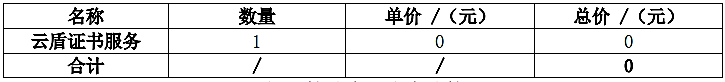 名称 数量 单价 /（元） 总价 /（元）
云盾证书服务 1 0 0
合计 / / 0